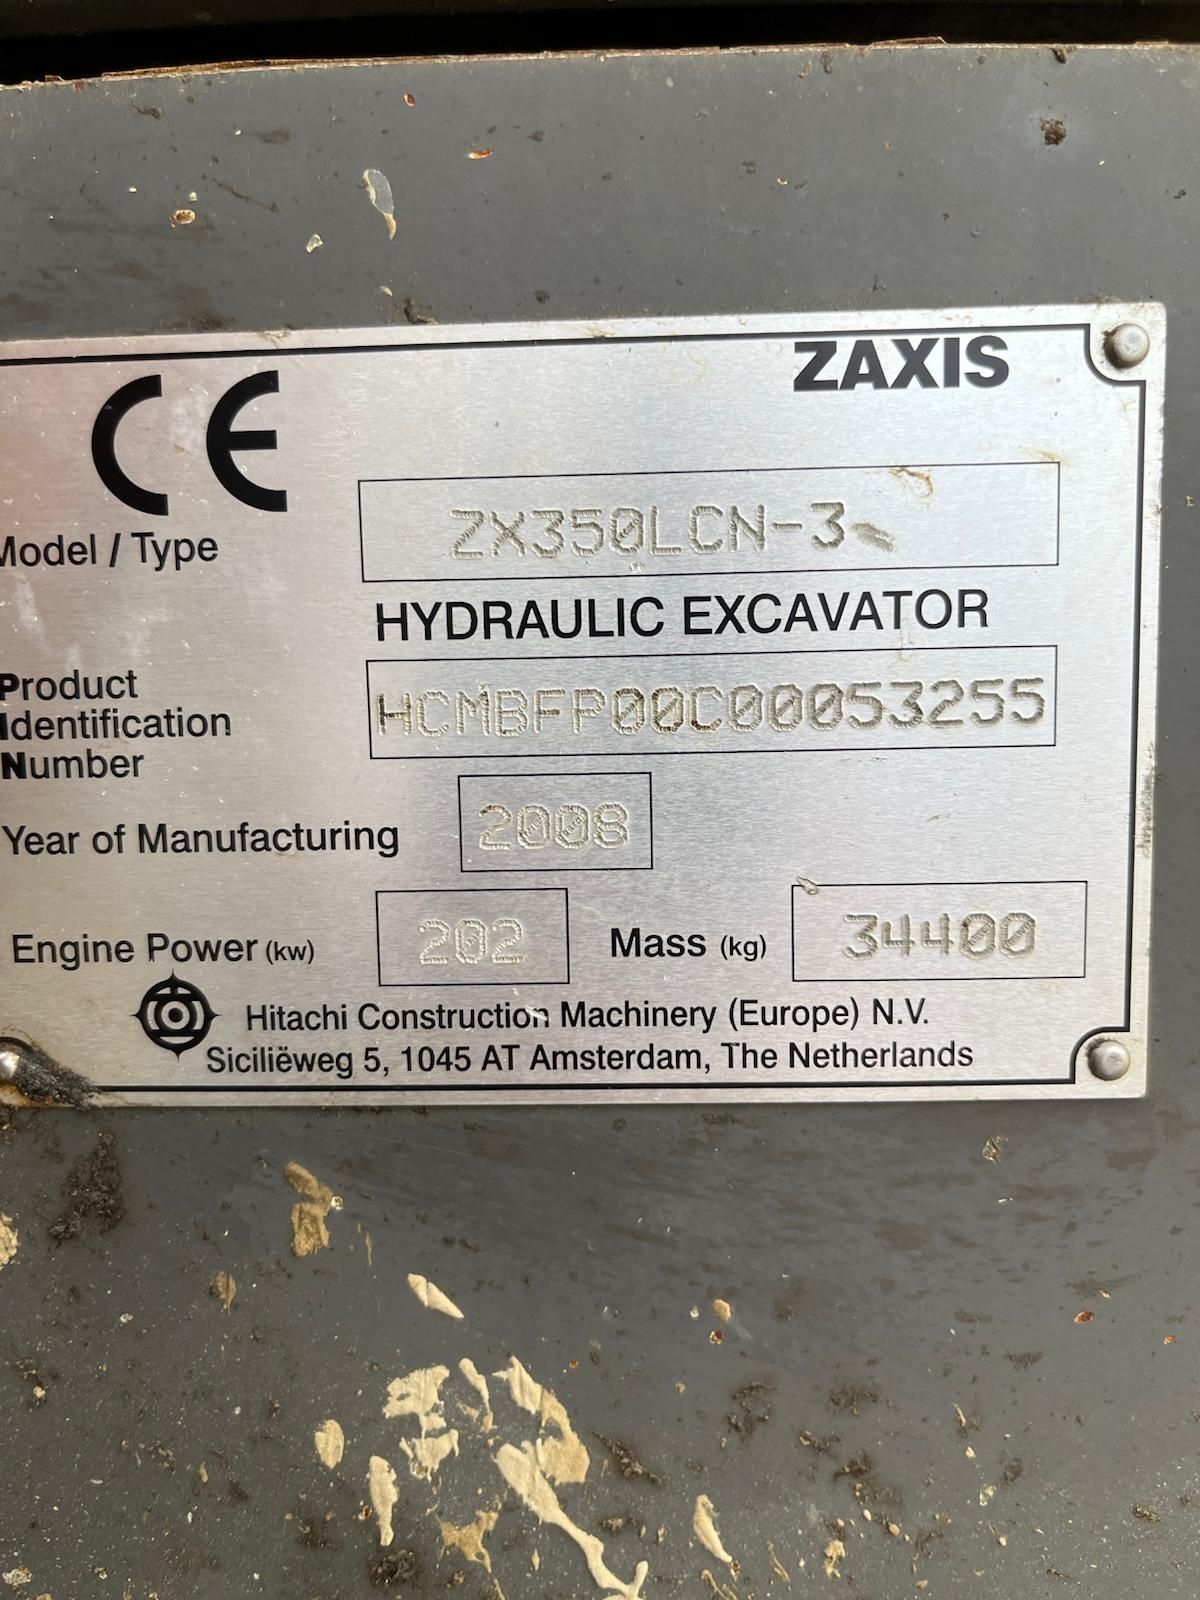 ZAXIS
CE
Model / Type
ZX350LCN-3
HYDRAULIC EXCAVATOR
Product
Identification
Number
HCMBFP00C00053255
Year of Manufacturing
2008
Engine Power (kw)
202
Mass (kg)
34400
Hitachi Construction Machinery (Europe) N.V.
Siciliëweg 5, 1045 AT Amsterdam, The Netherlands